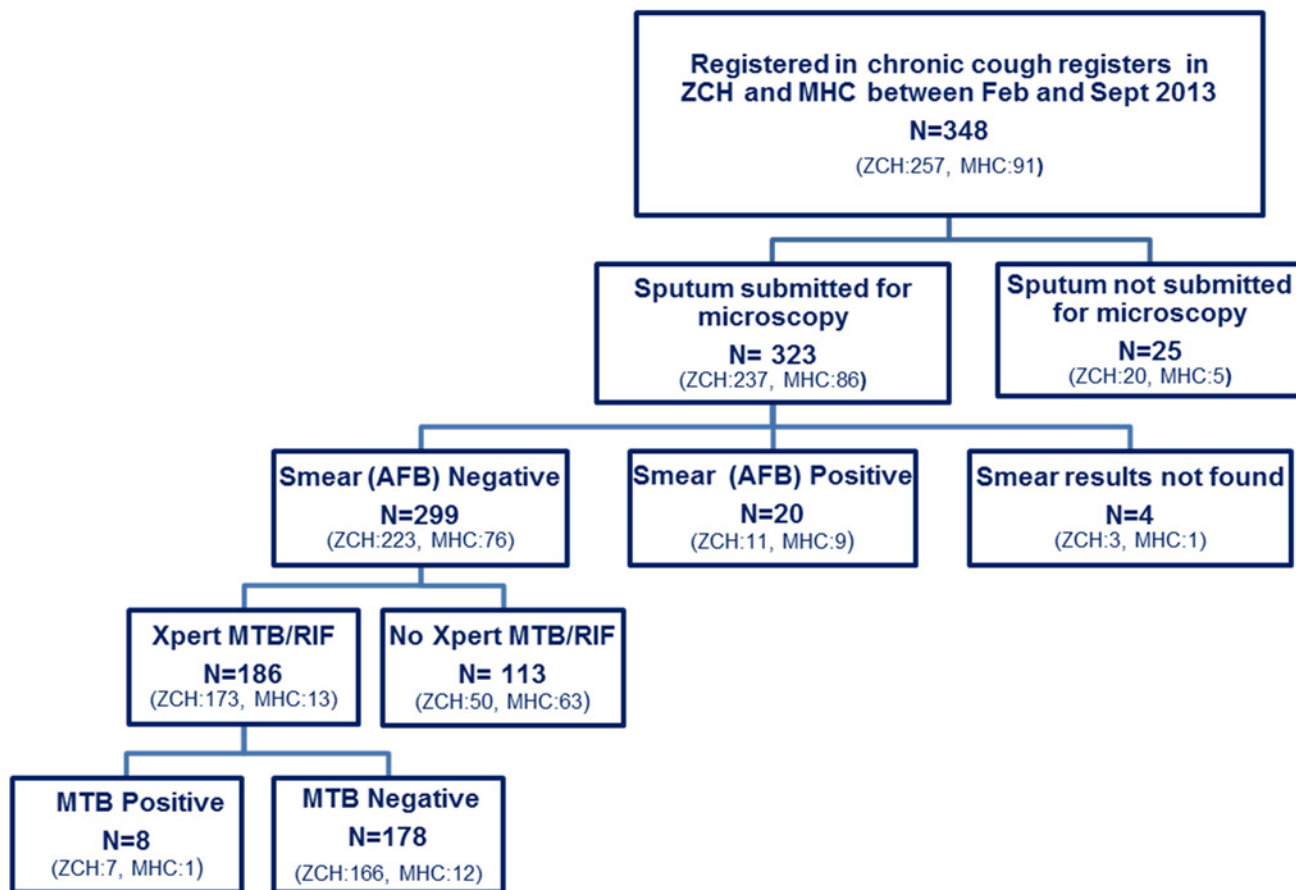 Registered in chronic cough registers in
ZCH and MHC between Feb and Sept 2013
N=348
(ZCH:257, MHC:91)
Sputum submitted for
microscopy
N= 323
(ZCH:237, MHC:86)
Sputum not submitted
for microscopy
N=25
(ZCH:20, MHC:5)
Smear (AFB) Negative
N=299
(ZCH:223, MHC:76)
Smear (AFB) Positive
N=20
(ZCH:11, MHC:9)
Smear results not found
N=4
(ZCH:3, MHC:1)
Xpert MTB/RIF
N=186
(ZCH:173, MHC:13)
No Xpert MTB/RIF
N= 113
(ZCH:50, MHC:63)
MTB Positive
N=8
(ZCH:7, MHC:1)
MTB Negative
N=178
(ZCH:166, MHC:12)